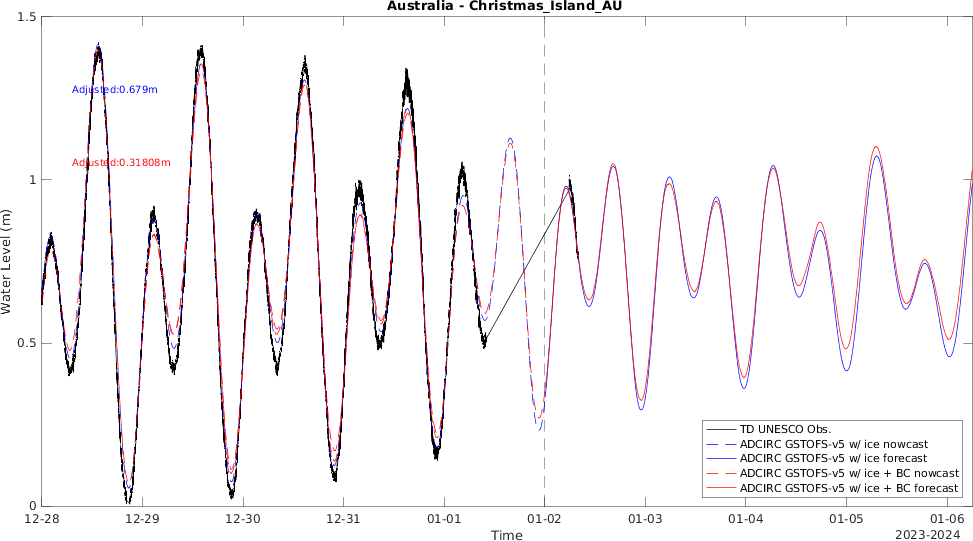 Australia - Christmas_Island_AU
1.5
Adjusted:0.679m
Adjusted:0.31808m
1
Water Level (m)
0.5
TD UNESCO Obs.
ADCIRC GSTOFS-v5 w/ ice nowcast
ADCIRC GSTOFS-v5 w/ ice forecast
ADCIRC GSTOFS-v5 w/ ice + BC nowcast
ADCIRC GSTOFS-v5 w/ ice + BC forecast
0
12-28 12-29 12-30 12-31 01-01 01-02 01-03 01-04 01-05 01-06
Time
2023-2024